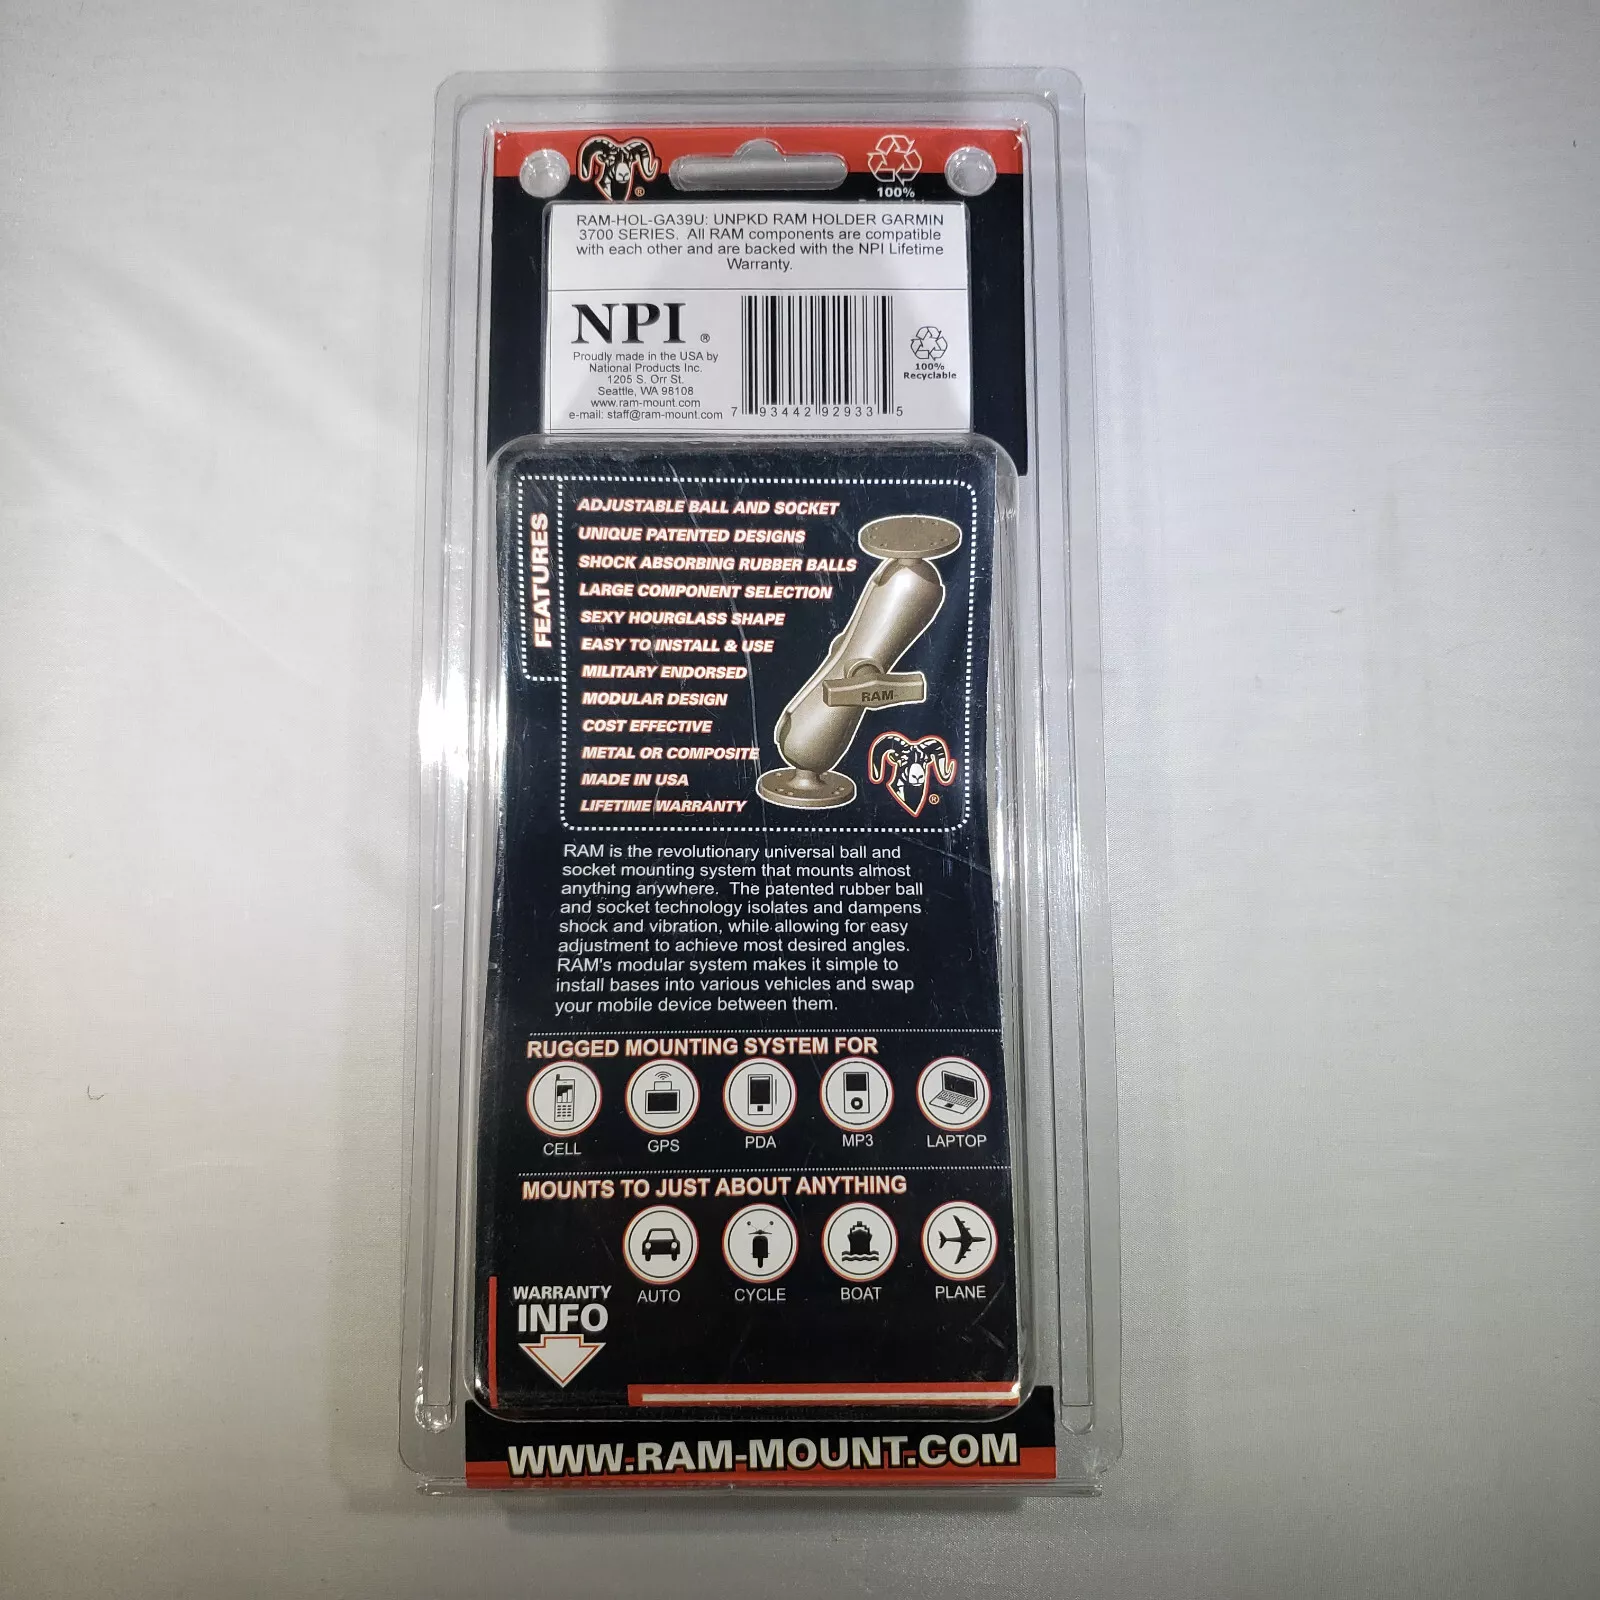 ®
100%
RAM-HOL-GA39U: UNPKD RAM HOLDER GARMIN
3700 SERIES. All RAM components are compatible
with each other and are backed with the NPI Lifetime
Warranty.
NPI ®
Proudly made in the USA by
National Products Inc.
1205 S. Orr St.
Seattle, WA 98108
www.ram-mount.com
e-mail: staff@ram-mount.com
7 93442 92933 5
100%
Recyclable
FEATURES
ADJUSTABLE BALL AND SOCKET
UNIQUE PATENTED DESIGNS
SHOCK ABSORBING RUBBER BALLS
LARGE COMPONENT SELECTION
SEXY HOURGLASS SHAPE
EASY TO INSTALL & USE
MILITARY ENDORSED
MODULAR DESIGN
COST EFFECTIVE
METAL OR COMPOSITE
MADE IN USA
LIFETIME WARRANTY
RAM
®
RAM is the revolutionary universal ball and
socket mounting system that mounts almost
anything anywhere. The patented rubber ball
and socket technology isolates and dampens
shock and vibration, while allowing for easy
adjustment to achieve most desired angles.
RAM's modular system makes it simple to
install bases into various vehicles and swap
your mobile device between them.
RUGGED MOUNTING SYSTEM FOR
CELL GPS PDA MP3 LAPTOP
MOUNTS TO JUST ABOUT ANYTHING
AUTO CYCLE BOAT PLANE
WARRANTY
INFO
WWW.RAM-MOUNT.COM